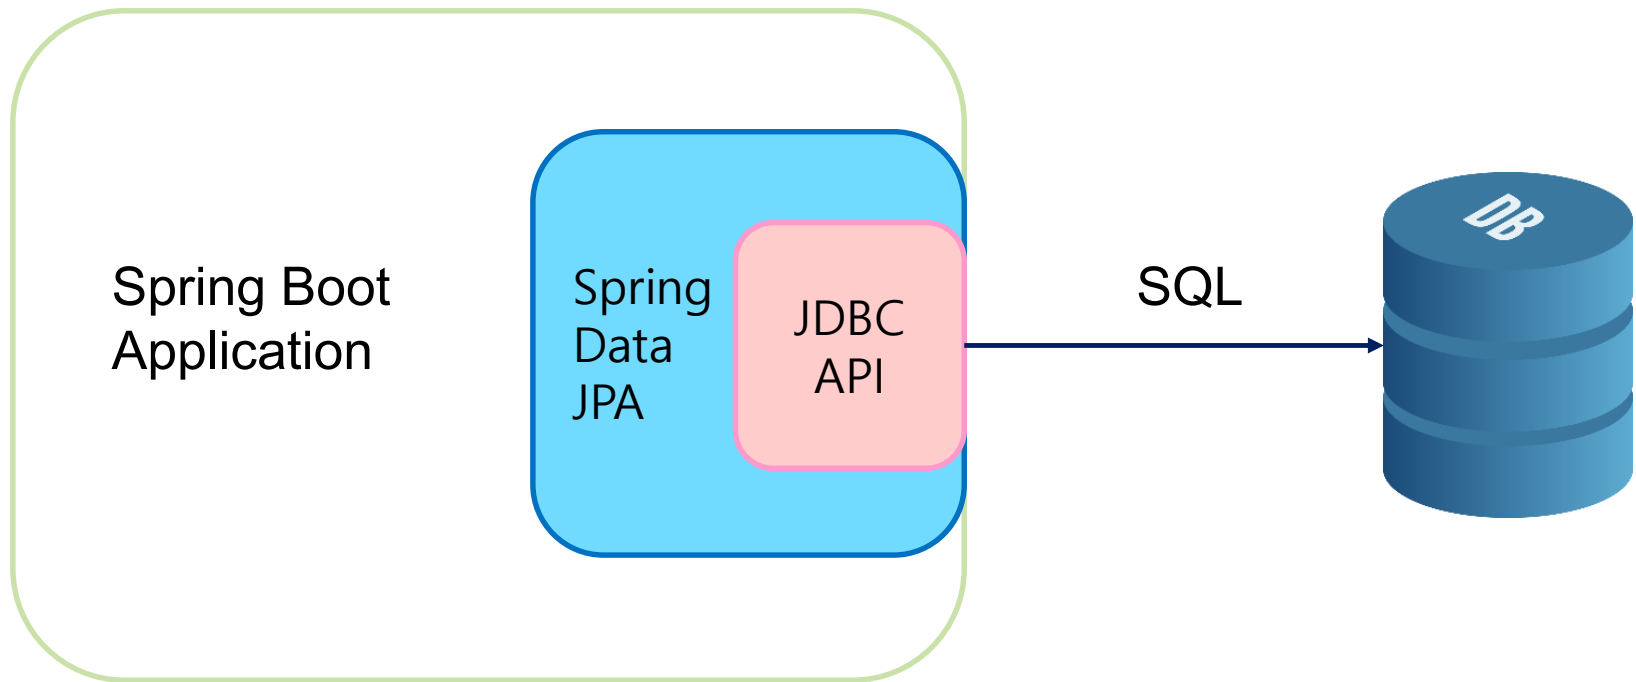 Spring Boot
Application
Spring
Data
JPA
JDBC
API
SQL
DB